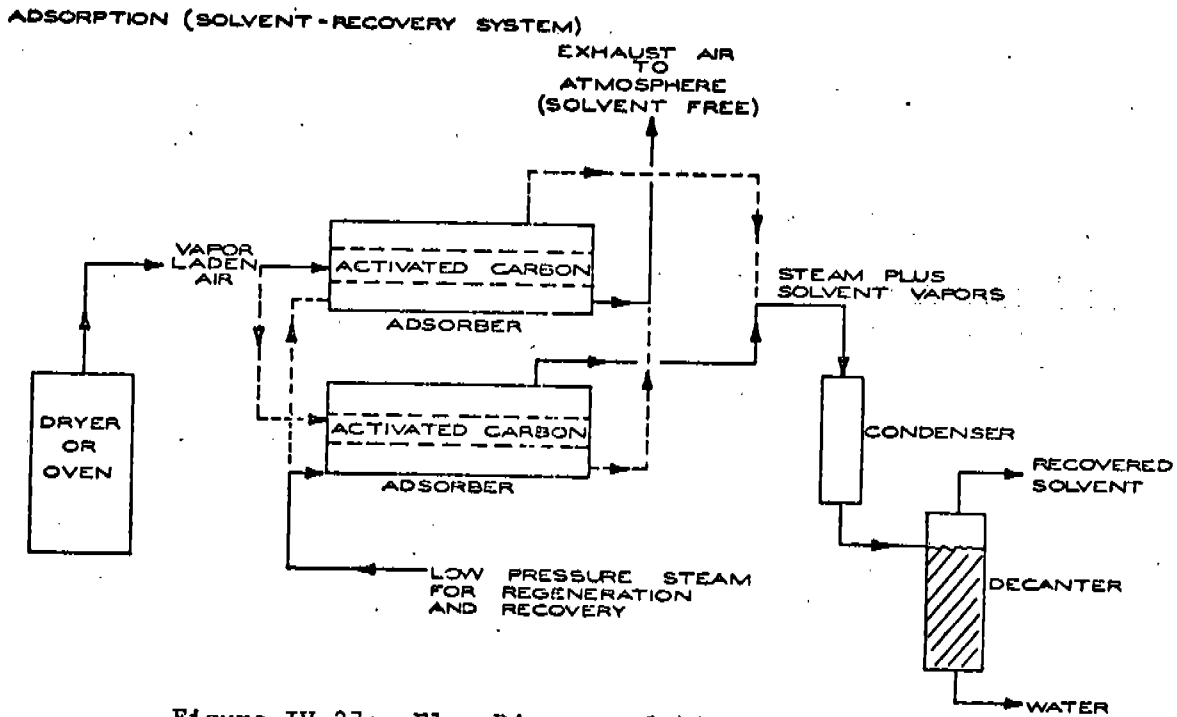 ADSORPTION (SOLVENT-RECOVERY SYSTEM)
EXHAUST AIR
TO
ATMOSPHERE
(SOLVENT FREE)
VAPOR
LADEN
AIR
ACTIVATED CARBON
ADSORBER
STEAM PLUS
SOLVENT VAPORS
DRYER
OR
OVEN
ACTIVATED CARBON
ADSORBER
CONDENSER
RECOVERED
SOLVENT
LOW PRESSURE STEAM
FOR REGENERATION
AND RECOVERY
DECANTER
WATER
Figure IV